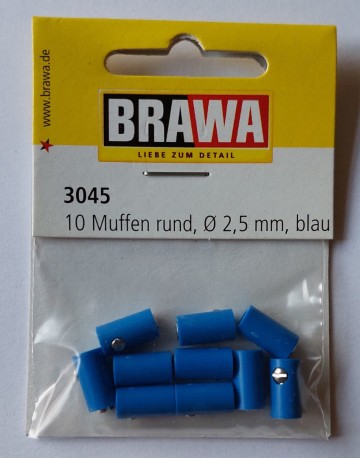 www.brawa.de
BRAWA
LIEBE ZUM DETAIL
3045
10 Muffen rund, Ø 2,5 mm, blau